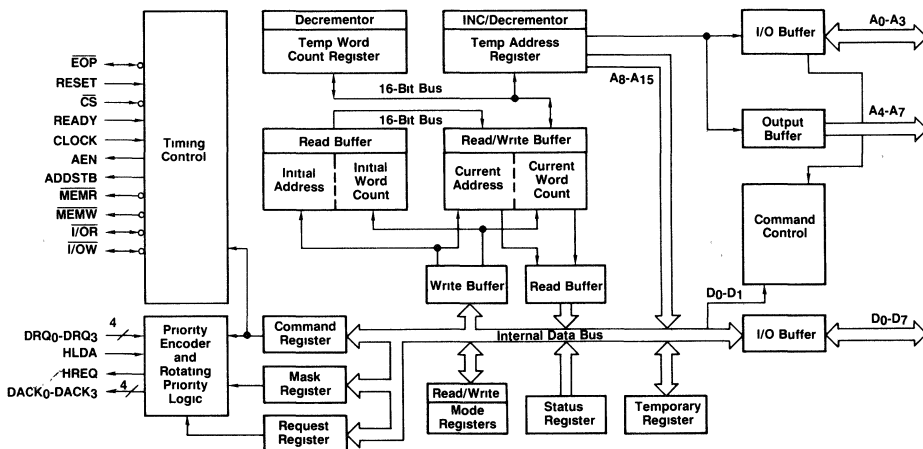 EOP
RESET
CS
READY
CLOCK
AEN
ADDSTB
MEMR
MEMW
I/OR
I/OW
Timing
Control
DRQ0-DRQ3
4
HLDA
HREQ
DACK0-DACK3
4
Priority
Encoder
and
Rotating
Priority
Logic
Decrementor
Temp Word
Count Register
INC/Decrementor
Temp Address
Register
16-Bit Bus
16-Bit Bus
Read Buffer
Initial
Address
Initial
Word
Count
Read/Write Buffer
Current
Address
Current
Word
Count
Write Buffer
Read Buffer
A8-A15
I/O Buffer
A0-A3
Output
Buffer
A4-A7
Command
Control
D0-D1
Command
Register
Internal Data Bus
I/O Buffer
D0-D7
Mask
Register
Request
Register
Read/Write
Mode
Registers
Status
Register
Temporary
Register